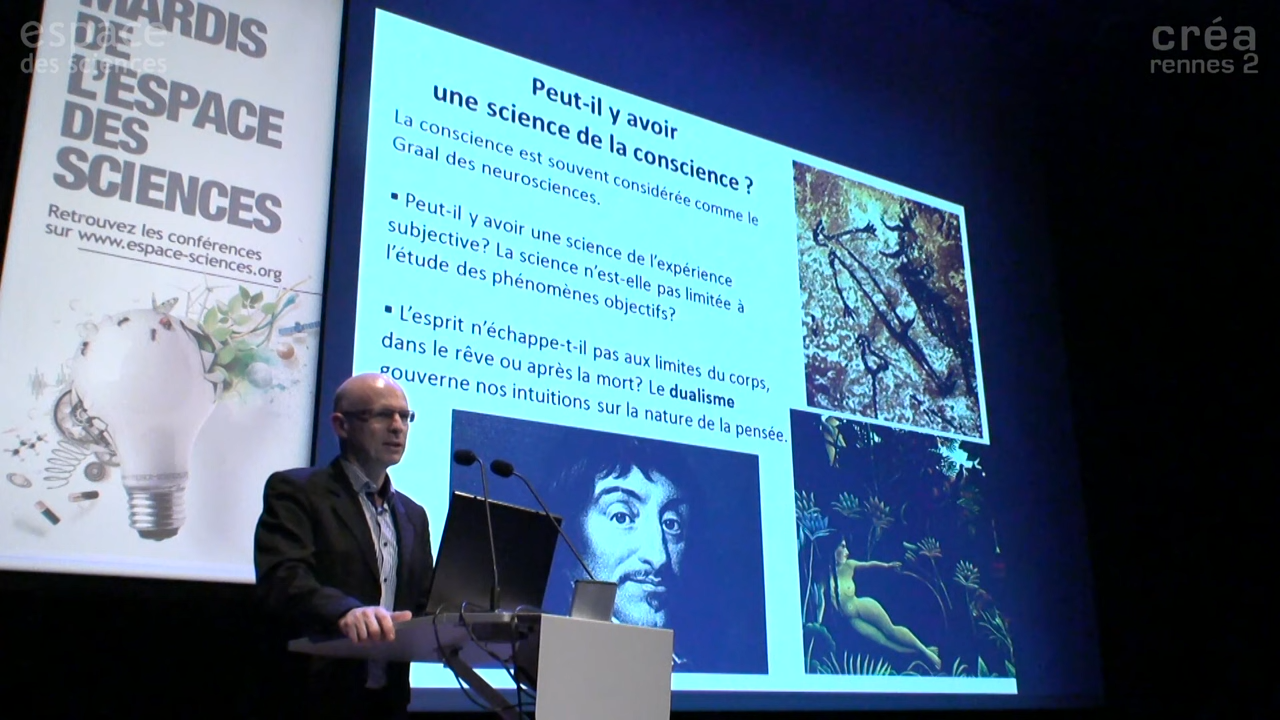 espace
des sciences
créa
rennes 2
MARDIS
DE
L'ESPACE
DES
SCIENCES
Retrouvez les conférences
sur www.espace-sciences.org
Peut-il y avoir
une science de la conscience ?
La conscience est souvent considérée comme le
Graal des neurosciences.
▪ Peut-il y avoir une science de l'expérience
subjective? La science n'est-elle pas limitée à
l'étude des phénomènes objectifs?
▪ L'esprit n'échappe-t-il pas aux limites du corps,
dans le rêve ou après la mort? Le dualisme
gouverne nos intuitions sur la nature de la pensée.